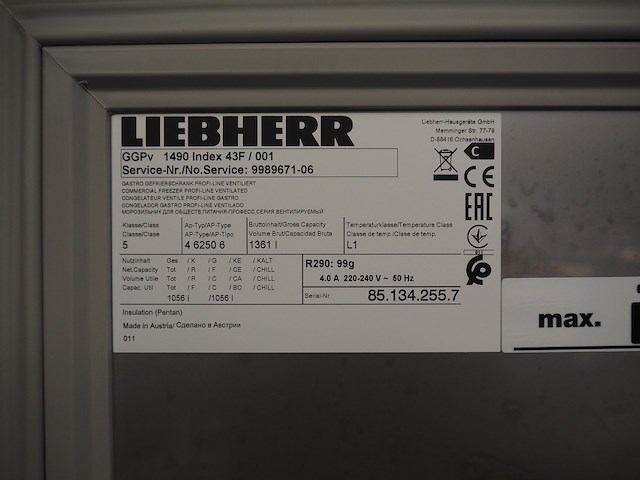 LIEBHERR
Liebherr-Hausgeräte GmbH
Memminger Str. 77-79
D-88416 Ochsenhausen
GGPv 1490 Index 43F / 001
Service-Nr./No.Service: 9989671-06
C
CE
EAC
GASTRO GEFRIERSCHRANK PROFI-LINE VENTILIERT
COMMERCIAL FREEZER PROFI-LINE VENTILATED
CONGELATEUR VENTILE GASTRO PROFI-LINE
CONGELATORE GASTRO PROFI-LINE VENTILADO
МОРОЗИЛЬНИК ДЛЯ ОБЩЕСТВ.ПИТАНИЯ-ПРОФЕСС.СЕРИЯ,ВЕНТИЛИРУЕМЫЙ
Klasse/Class Ap-Typ/AP-Type Bruttoinhalt/Gross Capacity Temperaturklasse/Temperature Class
Classe/Clase AP-Type/AP-Tipo Volume Brut/Capacidad Bruta Classe de temp./Clase de temp.
5 4 6250 6 1361 l L1
011
Nutzinhalt Ges / K / G / KE / KALT
Net.Capacity Tot / R / F / CE / CHILL
Volume Utile Tot / R / C / CA / CHILL
Capac. Util Tot / F / C / BO / CHILL
1056 l /1056 l
R290: 99g
4.0 A 220-240 V ~ 50 Hz
Serial-Nr 85.134.255.7
Insulation (Pentan)
Made in Austria/ Сделано в Австрии
011
max.